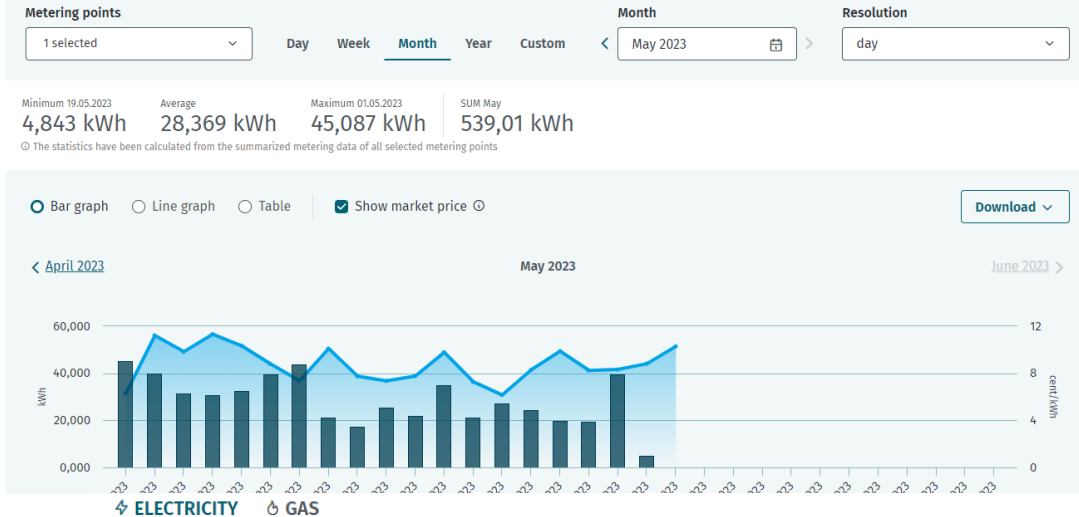 Metering points Month Resolution
1 selected Day Week Month Year Custom May 2023 day
Minimum 19.05.2023 Average Maximum 01.05.2023 SUM May
4,843 kWh 28,369 kWh 45,087 kWh 539,01 kWh
The statistics have been calculated from the summarized metering data of all selected metering points
Bar graph Line graph Table Show market price Download
April 2023 May 2023 June 2023
60,000 12
40,000 8
kWh cent/kWh
20,000 4
0,000 0
ELECTRICITY GAS